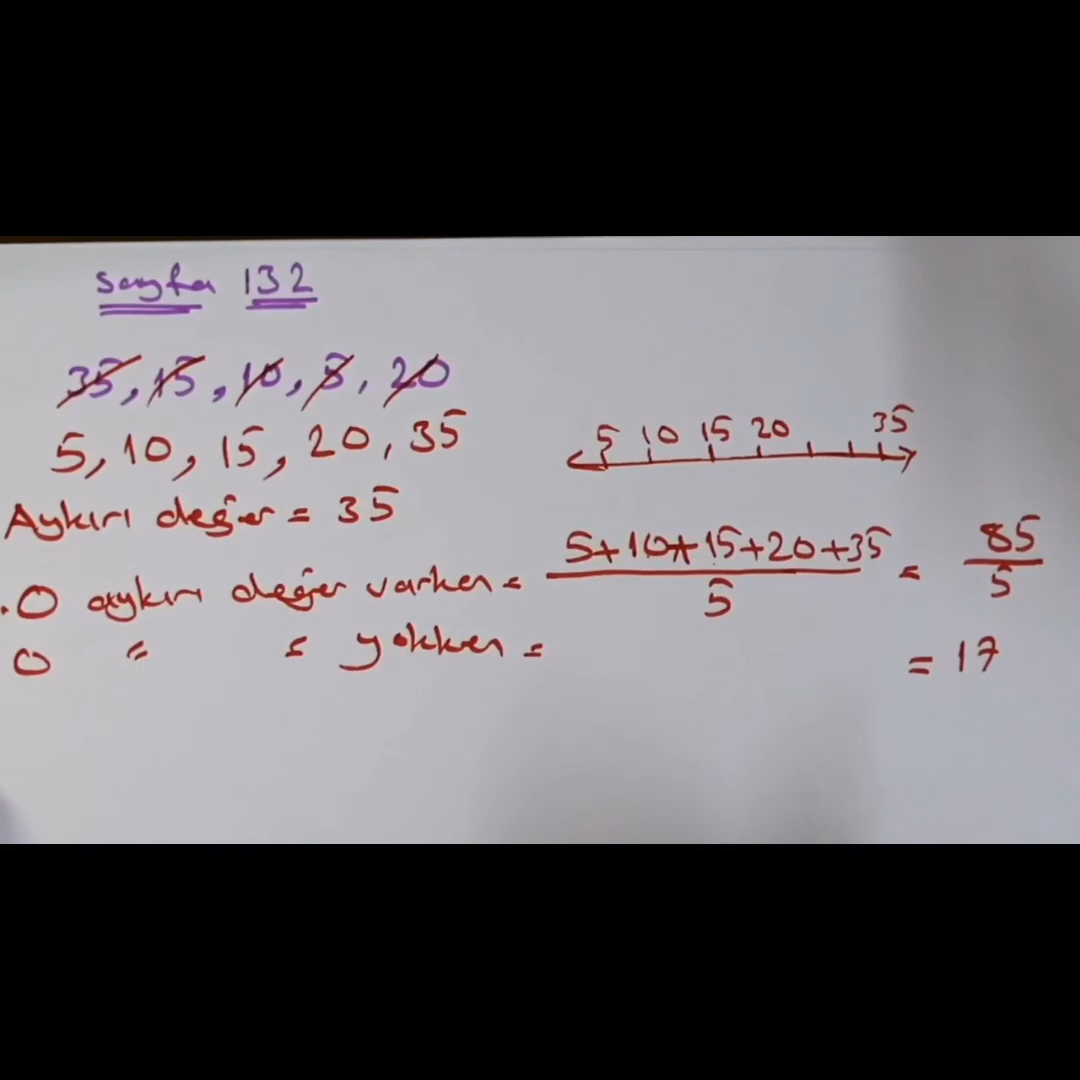 Sayfa 132
35, 15, 10, 5, 20
5, 10, 15, 20, 35
5 10 15 20 35
Aykırı değer = 35
.O aykırı değer varken = 5+10+15+20+35 / 5 = 85 / 5
O " " yokken =
= 17